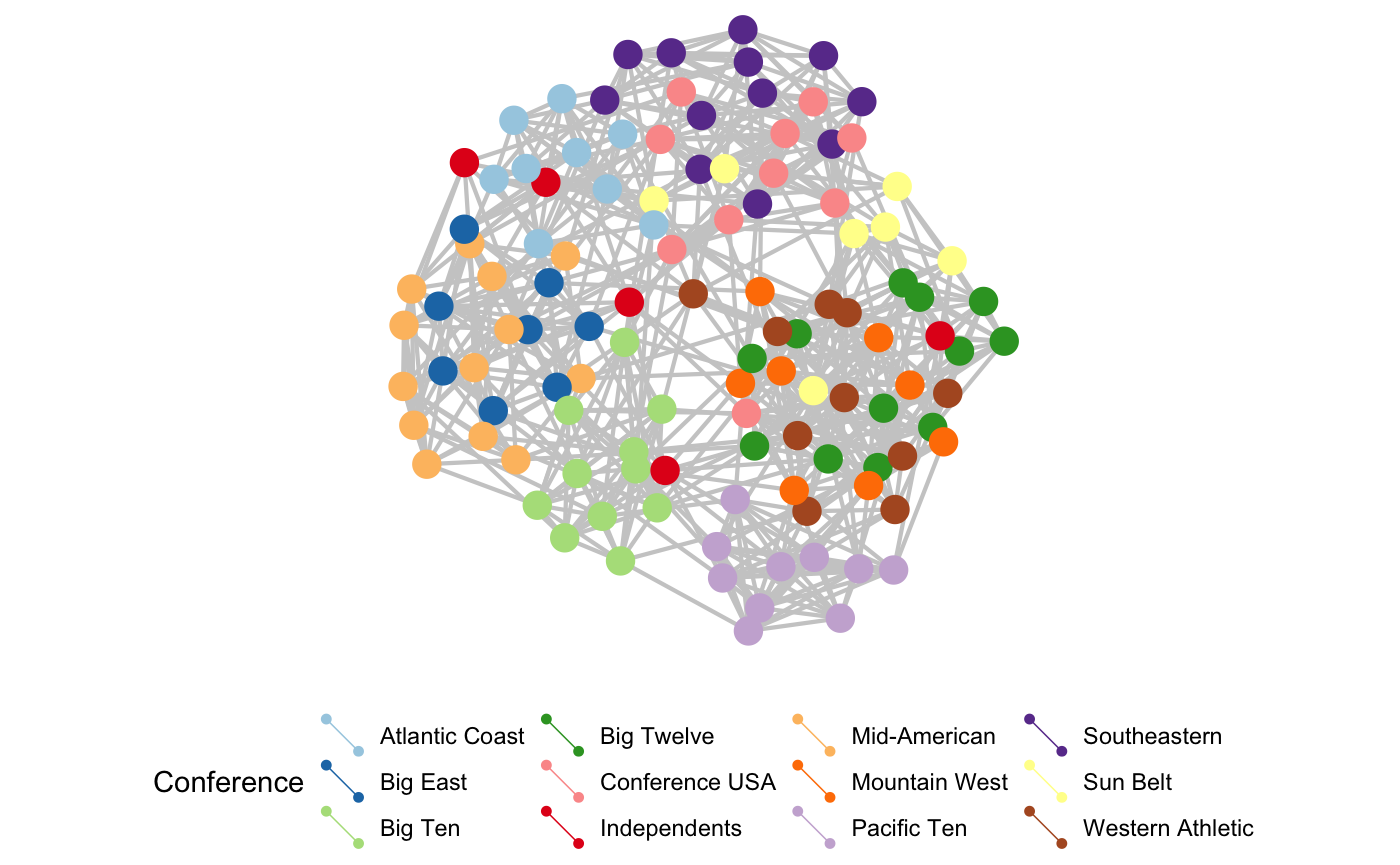 Atlantic Coast Big Twelve Mid-American Southeastern
Conference Big East Conference USA Mountain West Sun Belt
Big Ten Independents Pacific Ten Western Athletic